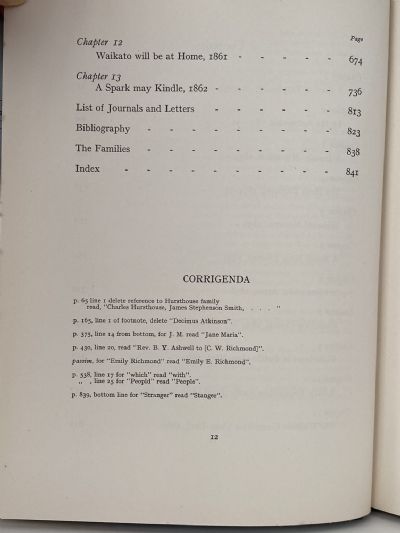 Chapter 12
Page
Waikato will be at Home, 1861 - - - - - 674
Chapter 13
A Spark may Kindle, 1862 - - - - - - 736
List of Journals and Letters - - - - - - 813
Bibliography - - - - - - - - - 823
The Families - - - - - - - - - 838
Index - - - - - - - - - - 841
CORRIGENDA
p. 65 line 1 delete reference to Hursthouse family
read, "Charles Hursthouse, James Stephenson Smith, . . . "
p. 165, line 1 of footnote, delete "Decimus Atkinson".
p. 375, line 14 from bottom, for J. M. read "Jane Maria".
p. 430, line 20, read "Rev. B. Y. Ashwell to [C. W. Richmond]".
passim, for "Emily Richmond" read "Emily E. Richmond".
p. 538, line 17 for "which" read "with".
" , line 25 for "Peopld" read "People".
p. 839, bottom line for "Stranger" read "Stanger".
12